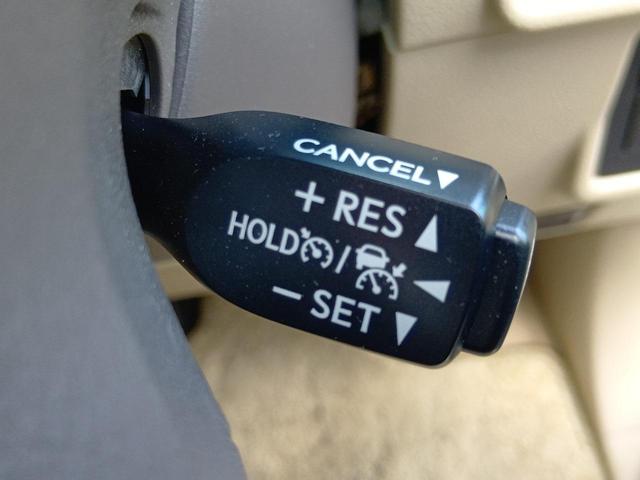 CANCEL▼
+ RES ▲
HOLD / ◀
− SET ▼